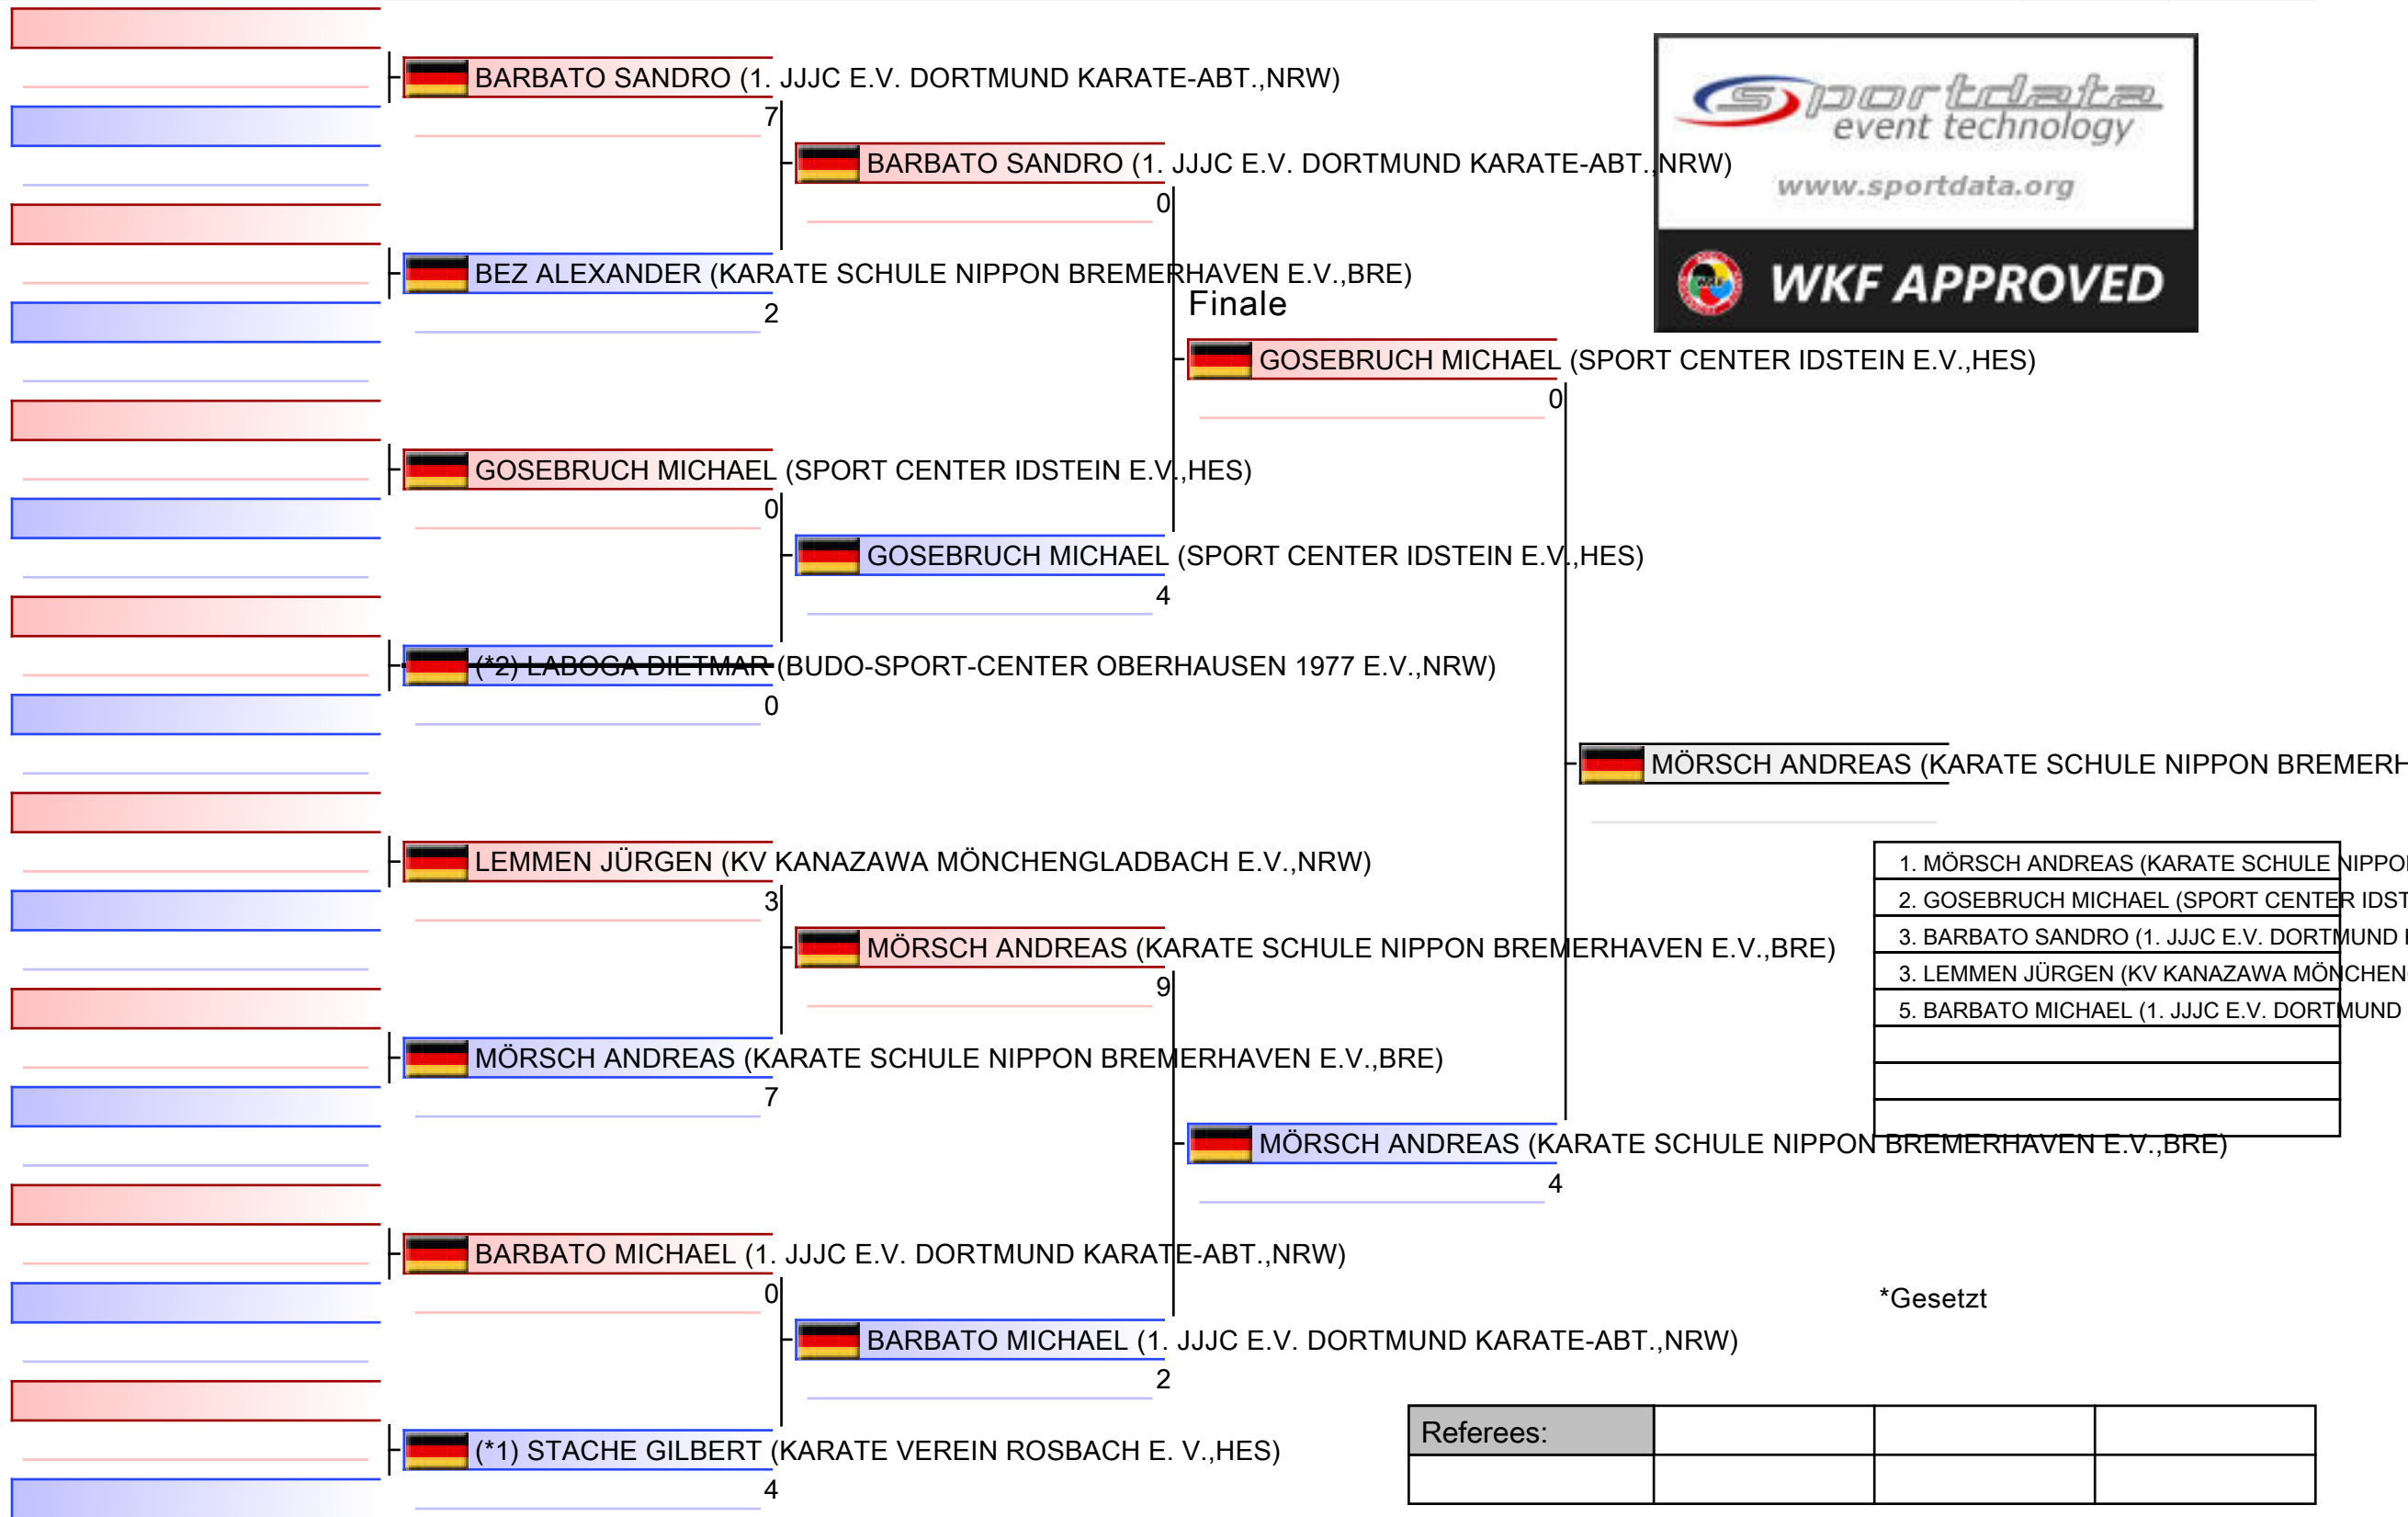 BARBATO SANDRO (1. JJJC E.V. DORTMUND KARATE-ABT.,NRW)
7
BARBATO SANDRO (1. JJJC E.V. DORTMUND KARATE-ABT.,NRW)
0
sportdata
event technology
www.sportdata.org
WKF APPROVED
BEZ ALEXANDER (KARATE SCHULE NIPPON BREMERHAVEN E.V.,BRE)
2
Finale
GOSEBRUCH MICHAEL (SPORT CENTER IDSTEIN E.V.,HES)
0
GOSEBRUCH MICHAEL (SPORT CENTER IDSTEIN E.V.,HES)
0
GOSEBRUCH MICHAEL (SPORT CENTER IDSTEIN E.V.,HES)
4
(*2) LABOGA DIETMAR (BUDO-SPORT-CENTER OBERHAUSEN 1977 E.V.,NRW)
0
MÖRSCH ANDREAS (KARATE SCHULE NIPPON BREMERH
LEMMEN JÜRGEN (KV KANAZAWA MÖNCHENGLADBACH E.V.,NRW)
3
1. MÖRSCH ANDREAS (KARATE SCHULE NIPPO
2. GOSEBRUCH MICHAEL (SPORT CENTER IDST
3. BARBATO SANDRO (1. JJJC E.V. DORTMUND
3. LEMMEN JÜRGEN (KV KANAZAWA MÖNCHEN
5. BARBATO MICHAEL (1. JJJC E.V. DORTMUND
MÖRSCH ANDREAS (KARATE SCHULE NIPPON BREMERHAVEN E.V.,BRE)
9
MÖRSCH ANDREAS (KARATE SCHULE NIPPON BREMERHAVEN E.V.,BRE)
7
MÖRSCH ANDREAS (KARATE SCHULE NIPPON BREMERHAVEN E.V.,BRE)
4
BARBATO MICHAEL (1. JJJC E.V. DORTMUND KARATE-ABT.,NRW)
0
*Gesetzt
BARBATO MICHAEL (1. JJJC E.V. DORTMUND KARATE-ABT.,NRW)
2
(*1) STACHE GILBERT (KARATE VEREIN ROSBACH E. V.,HES)
4
Referees: